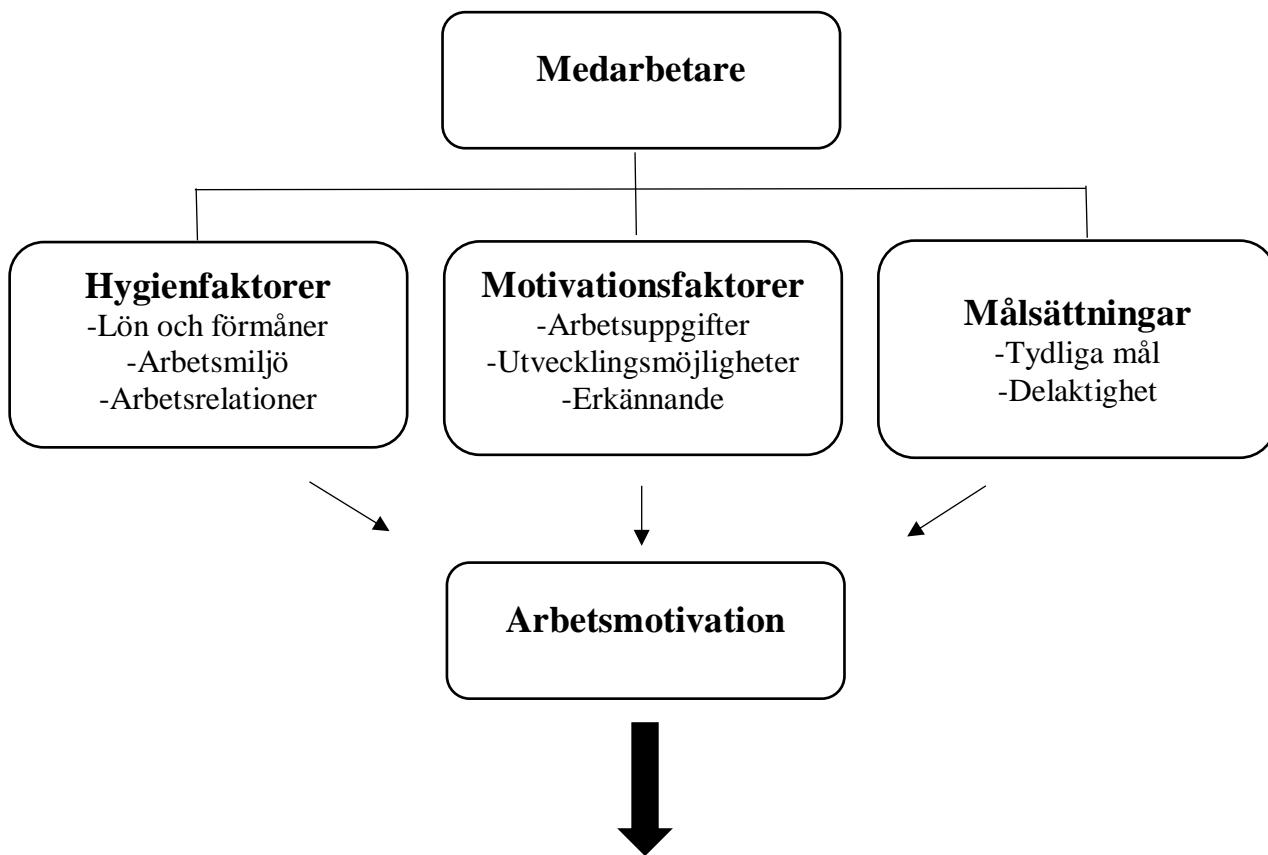 Medarbetare
Hygienfaktorer
-Lön och förmåner
-Arbetsmiljö
-Arbetsrelationer
Motivationsfaktorer
-Arbetsuppgifter
-Utvecklingsmöjligheter
-Erkännande
Målsättningar
-Tydliga mål
-Delaktighet
Arbetsmotivation